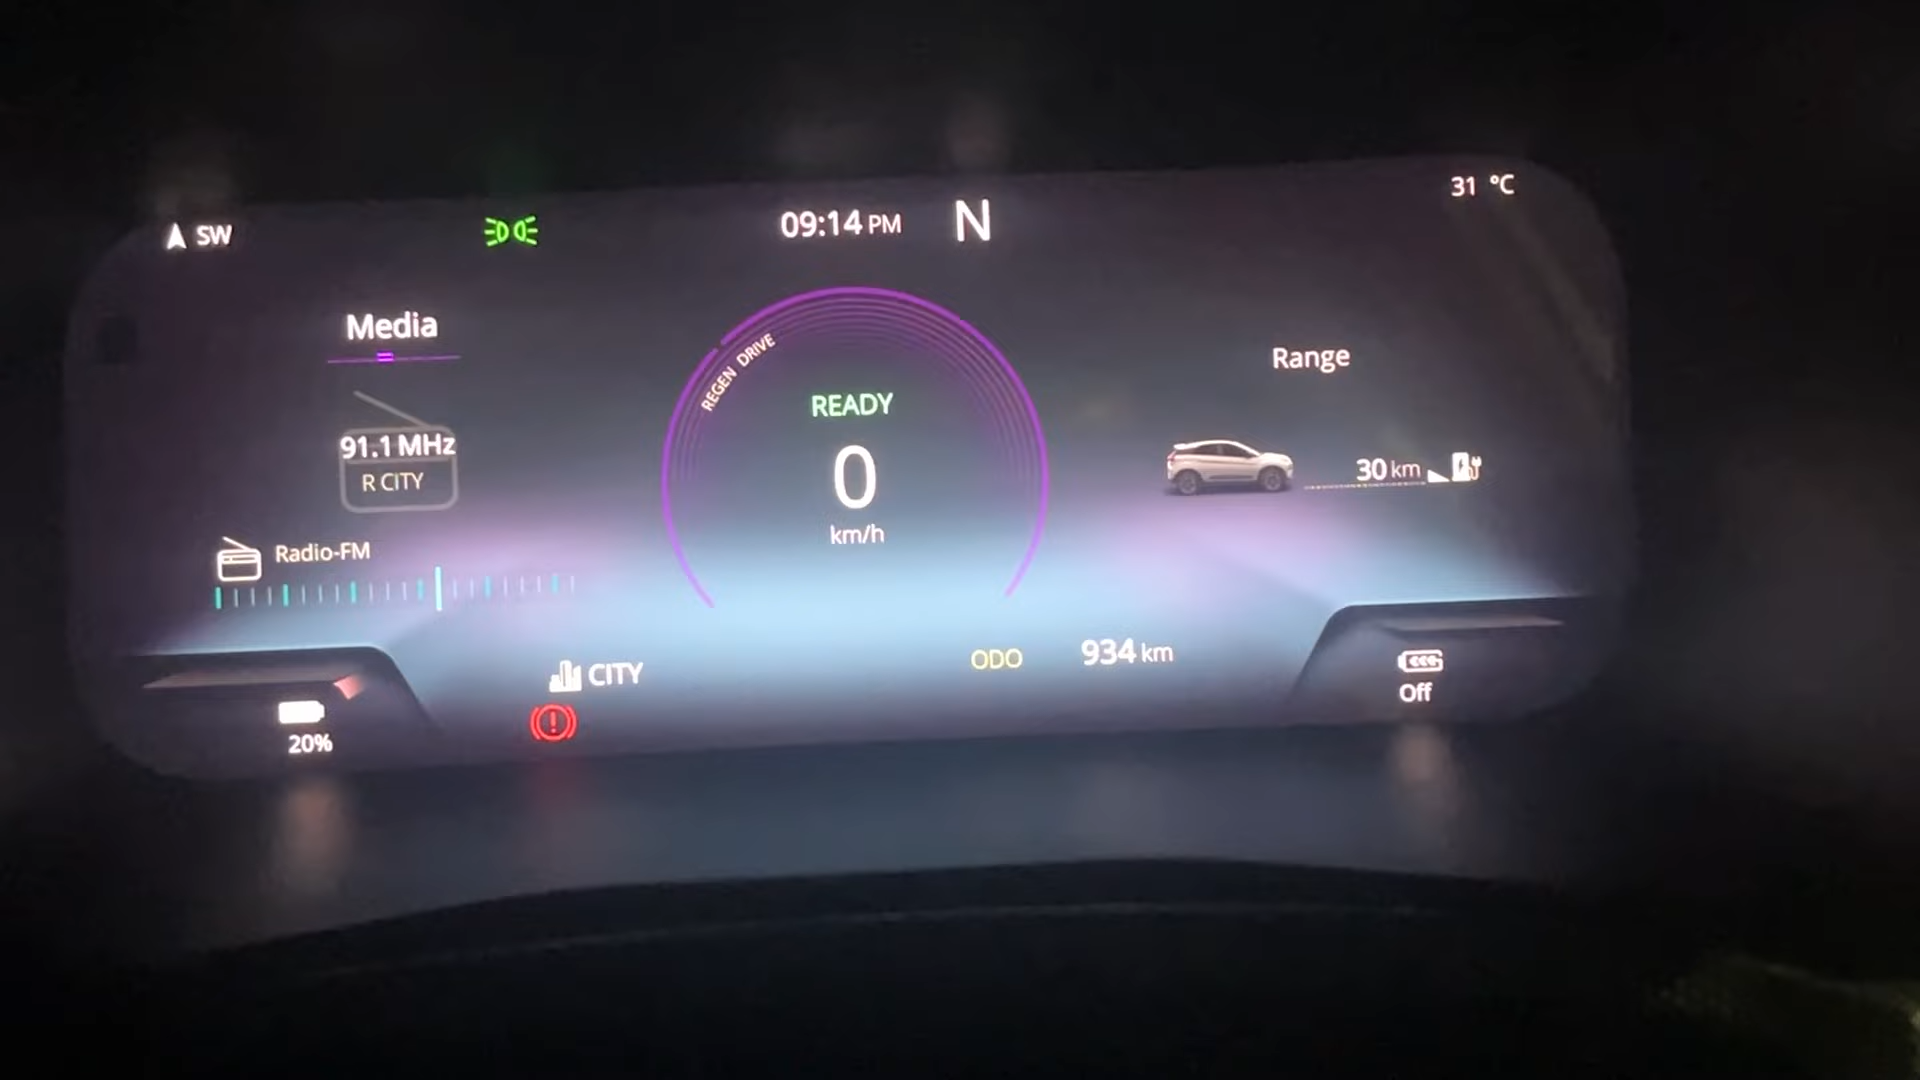 SW
09:14 PM
N
31 °C
Media
91.1 MHz
R CITY
Radio-FM
REGEN DRIVE
READY
0
km/h
Range
30 km
CITY
ODO 934 km
20%
Off